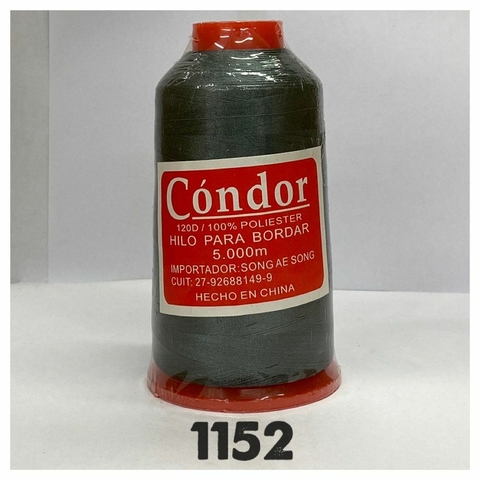 Cóndor
120D / 100% POLIESTER
HILO PARA BORDAR
5.000m
IMPORTADOR: SONG AE SONG
CUIT: 27-92688149-9
HECHO EN CHINA
1152